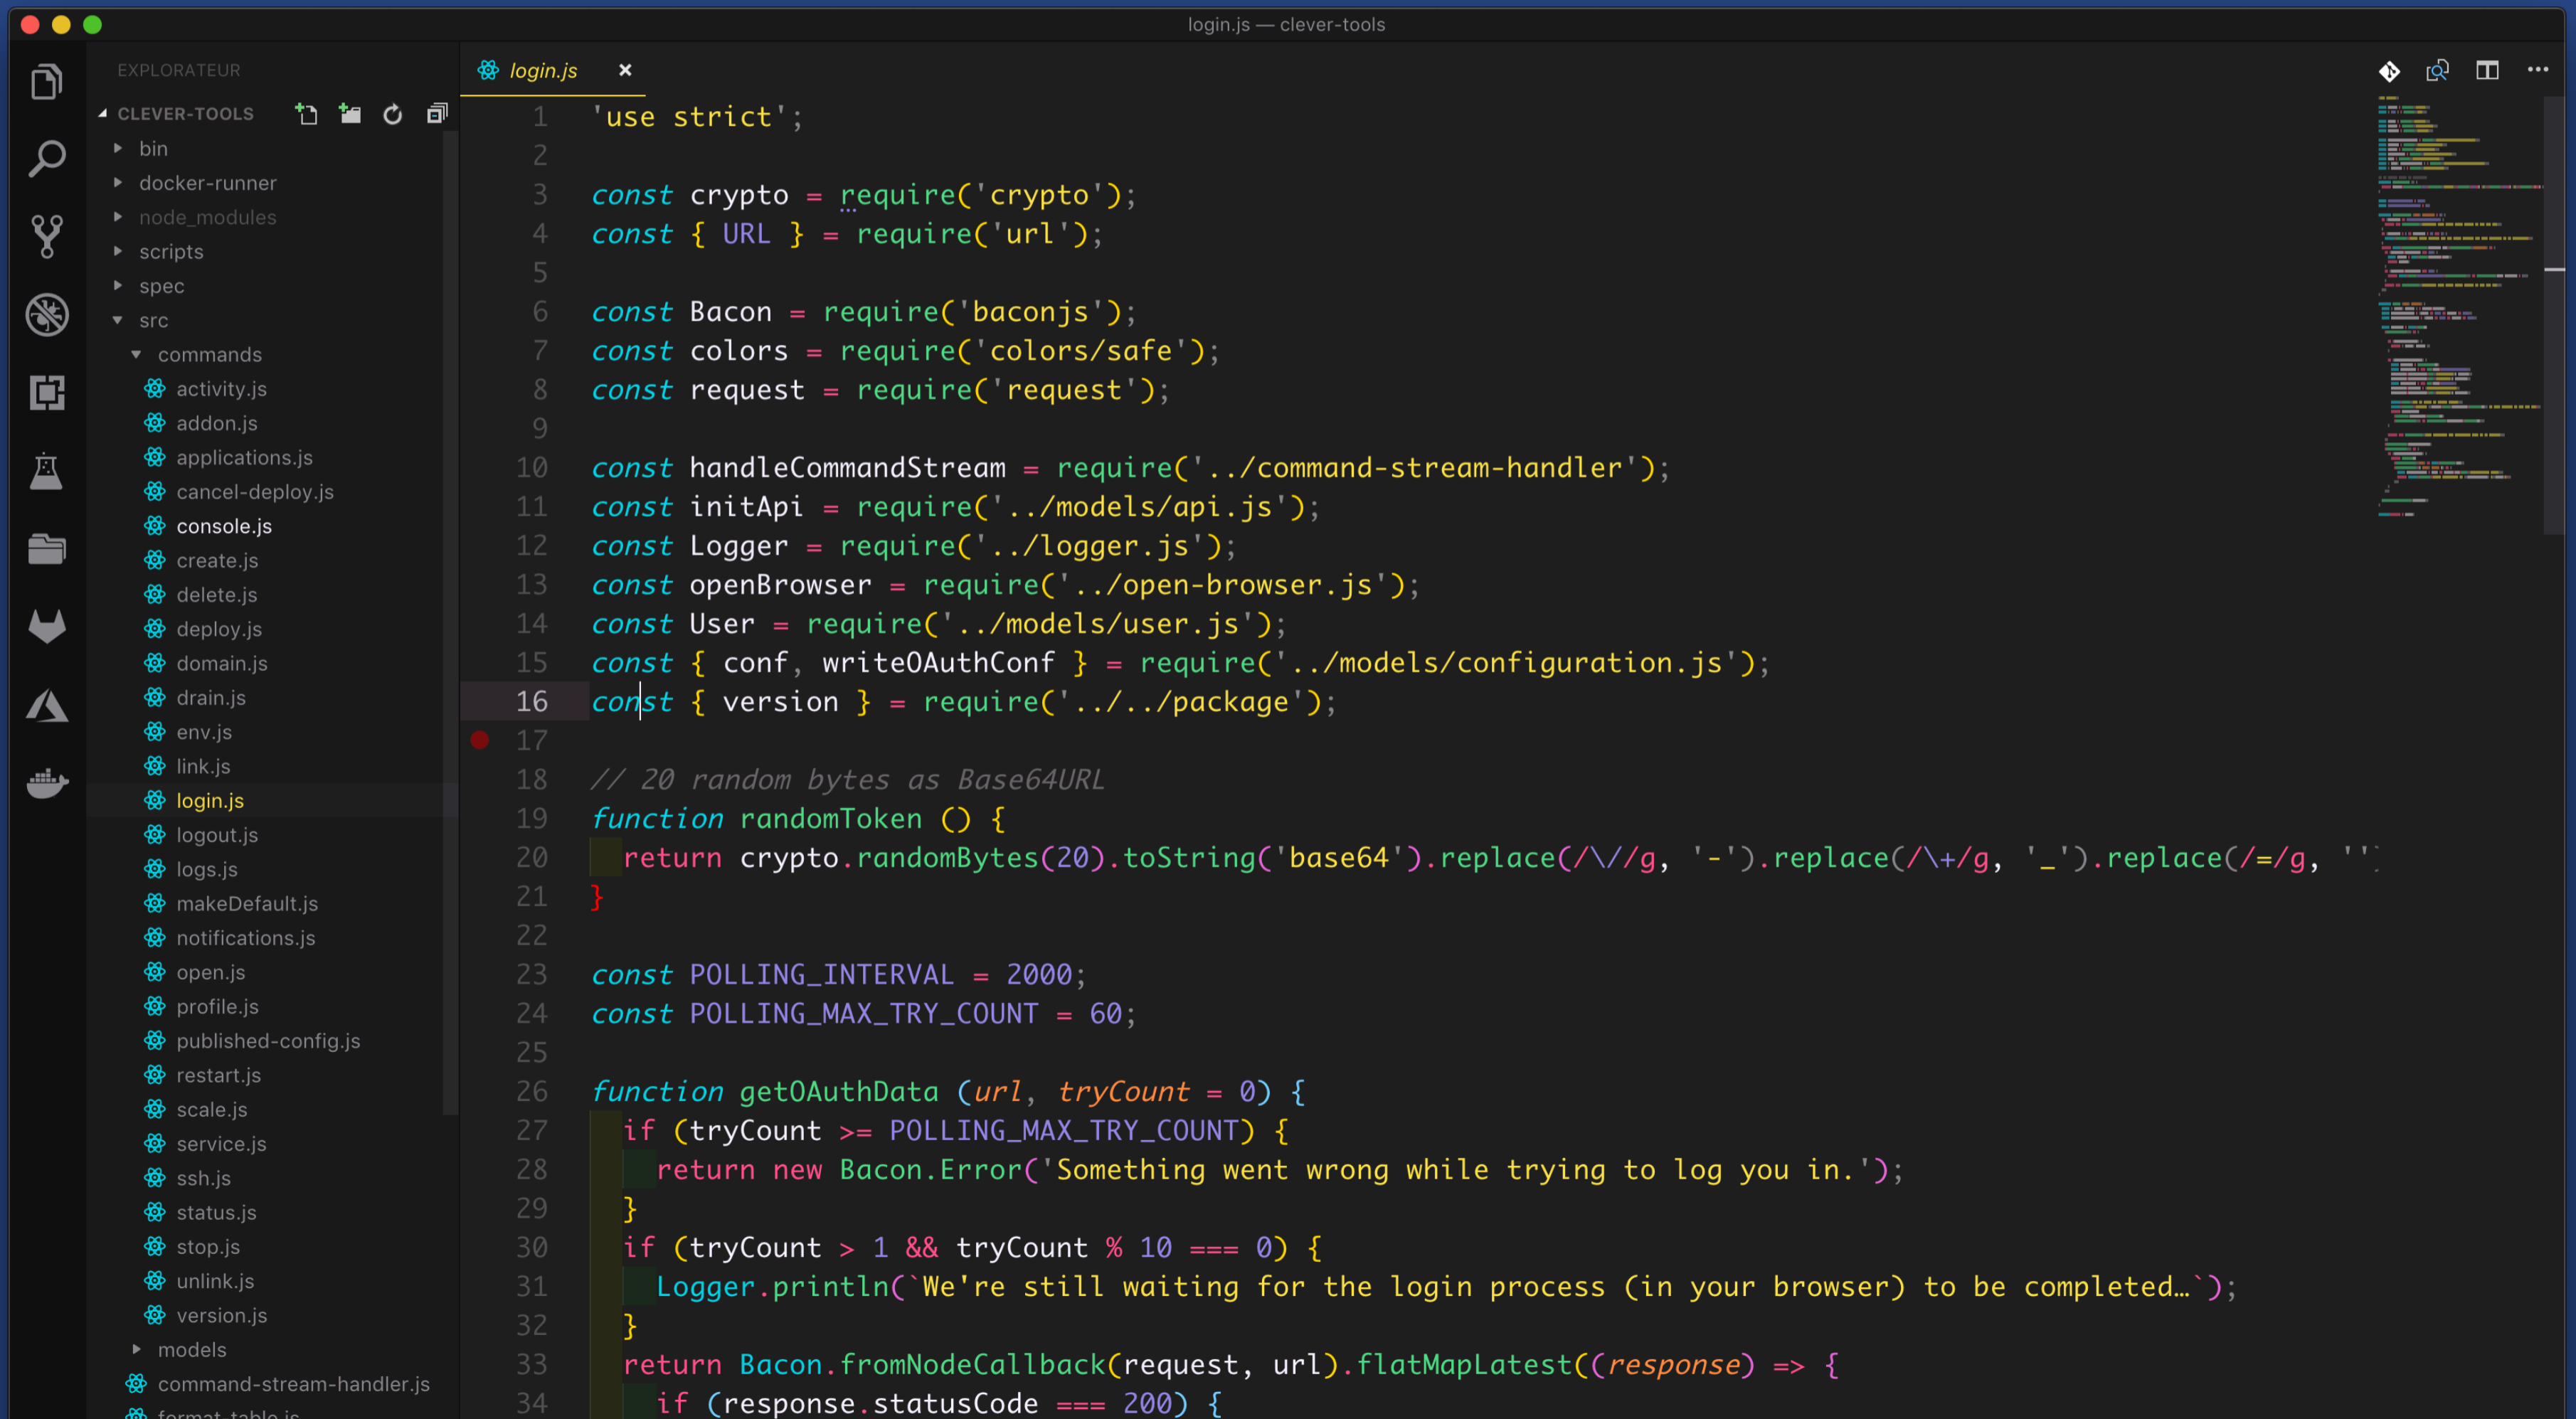 login.js — clever-tools
EXPLORATEUR
CLEVER-TOOLS
bin
docker-runner
node_modules
scripts
spec
src
commands
activity.js
addon.js
applications.js
cancel-deploy.js
console.js
create.js
delete.js
deploy.js
domain.js
drain.js
env.js
link.js
login.js
logout.js
logs.js
makeDefault.js
notifications.js
open.js
profile.js
published-config.js
restart.js
scale.js
service.js
ssh.js
status.js
stop.js
unlink.js
version.js
models
command-stream-handler.js
format-table.js
login.js
1 'use strict';
2
3 const crypto = require('crypto');
4 const { URL } = require('url');
5
6 const Bacon = require('baconjs');
7 const colors = require('colors/safe');
8 const request = require('request');
9
10 const handleCommandStream = require('../command-stream-handler');
11 const initApi = require('../models/api.js');
12 const Logger = require('../logger.js');
13 const openBrowser = require('../open-browser.js');
14 const User = require('../models/user.js');
15 const { conf, writeOAuthConf } = require('../models/configuration.js');
16 const { version } = require('../../package');
17
18 // 20 random bytes as Base64URL
19 function randomToken () {
20 return crypto.randomBytes(20).toString('base64').replace(/\//g, '-').replace(/\+/g, '_').replace(/=/g, ''
21 }
22
23 const POLLING_INTERVAL = 2000;
24 const POLLING_MAX_TRY_COUNT = 60;
25
26 function getOAuthData (url, tryCount = 0) {
27 if (tryCount >= POLLING_MAX_TRY_COUNT) {
28 return new Bacon.Error('Something went wrong while trying to log you in.');
29 }
30 if (tryCount > 1 && tryCount % 10 === 0) {
31 Logger.println(`We're still waiting for the login process (in your browser) to be completed…`);
32 }
33 return Bacon.fromNodeCallback(request, url).flatMapLatest((response) => {
34 if (response.statusCode === 200) {